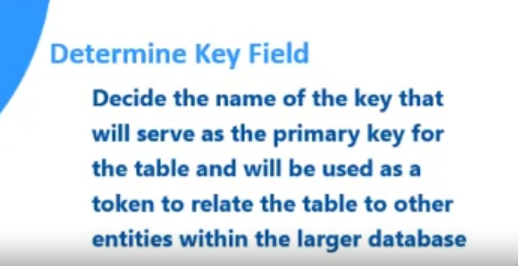 Determine Key Field
Decide the name of the key that
will serve as the primary key for
the table and will be used as a
token to relate the table to other
entities within the larger database